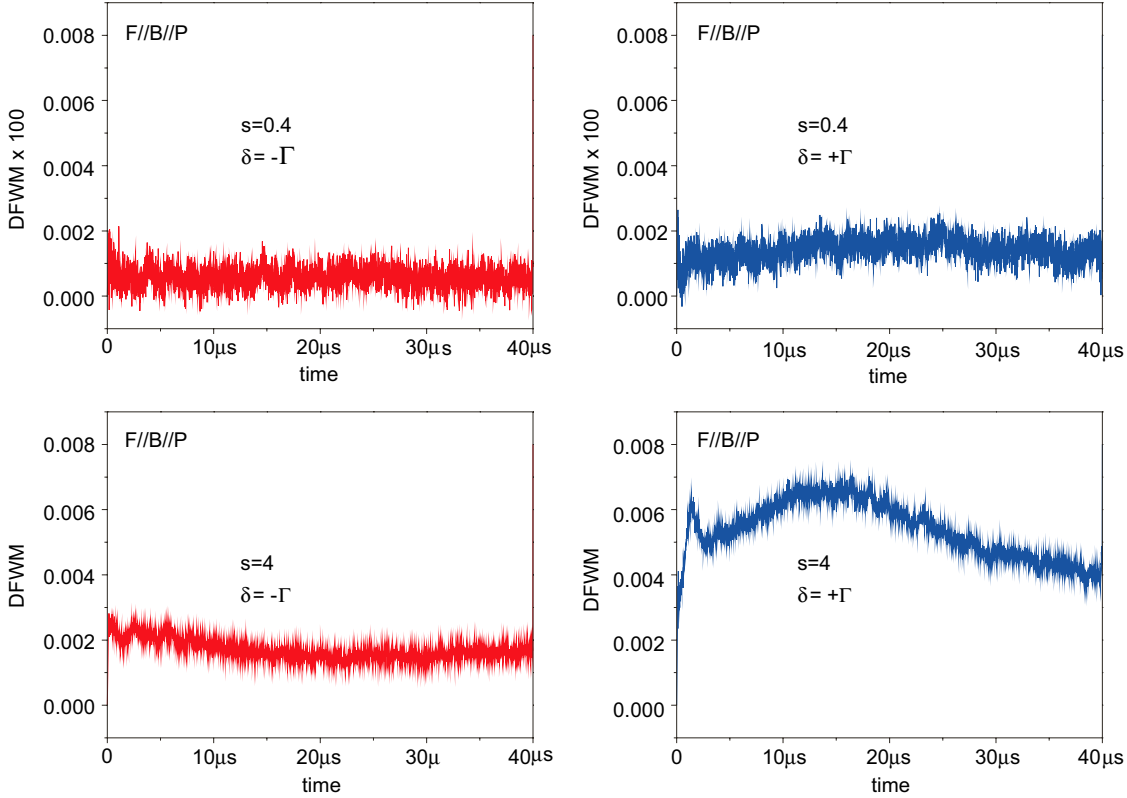 F//B//P
s=0.4
δ= -Γ
DFWM x 100
0.008
0.006
0.004
0.002
0.000
0
10µs
20µs
30µs
40µs
time
F//B//P
s=0.4
δ= +Γ
DFWM x 100
0.008
0.006
0.004
0.002
0.000
0
10µs
20µs
30µs
40µs
time
F//B//P
s=4
δ= -Γ
DFWM
0.008
0.006
0.004
0.002
0.000
0
10µs
20µs
30µ
40µs
time
F//B//P
s=4
δ= +Γ
DFWM
0.008
0.006
0.004
0.002
0.000
0
10µs
20µs
30µs
40µs
time